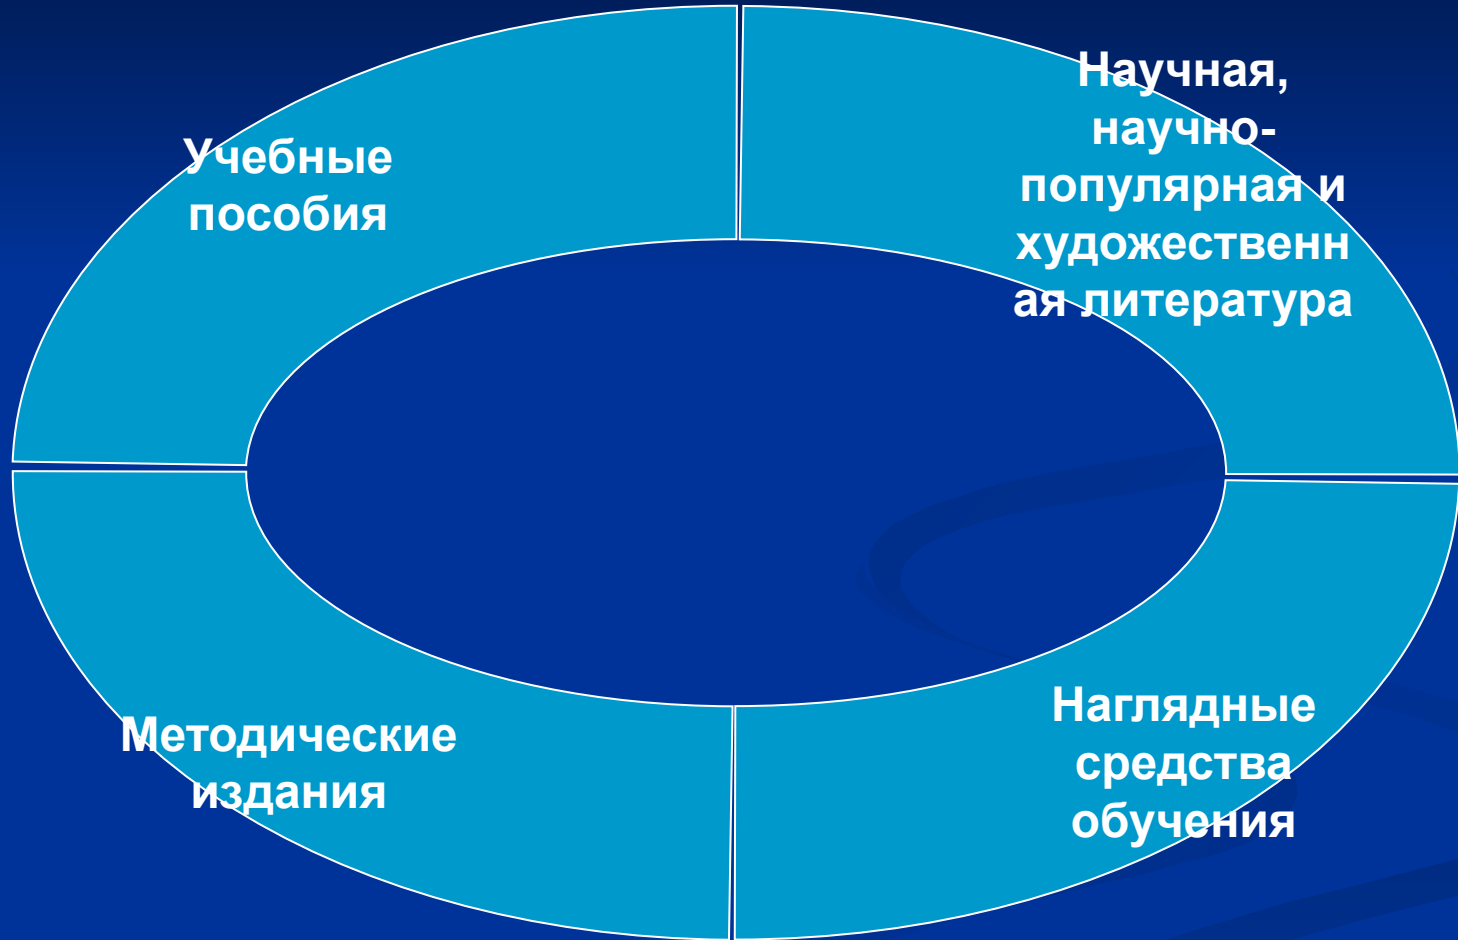 Учебные
пособия
Научная,
научно-
популярная и
художественн
ая литература
Методические
издания
Наглядные
средства
обучения